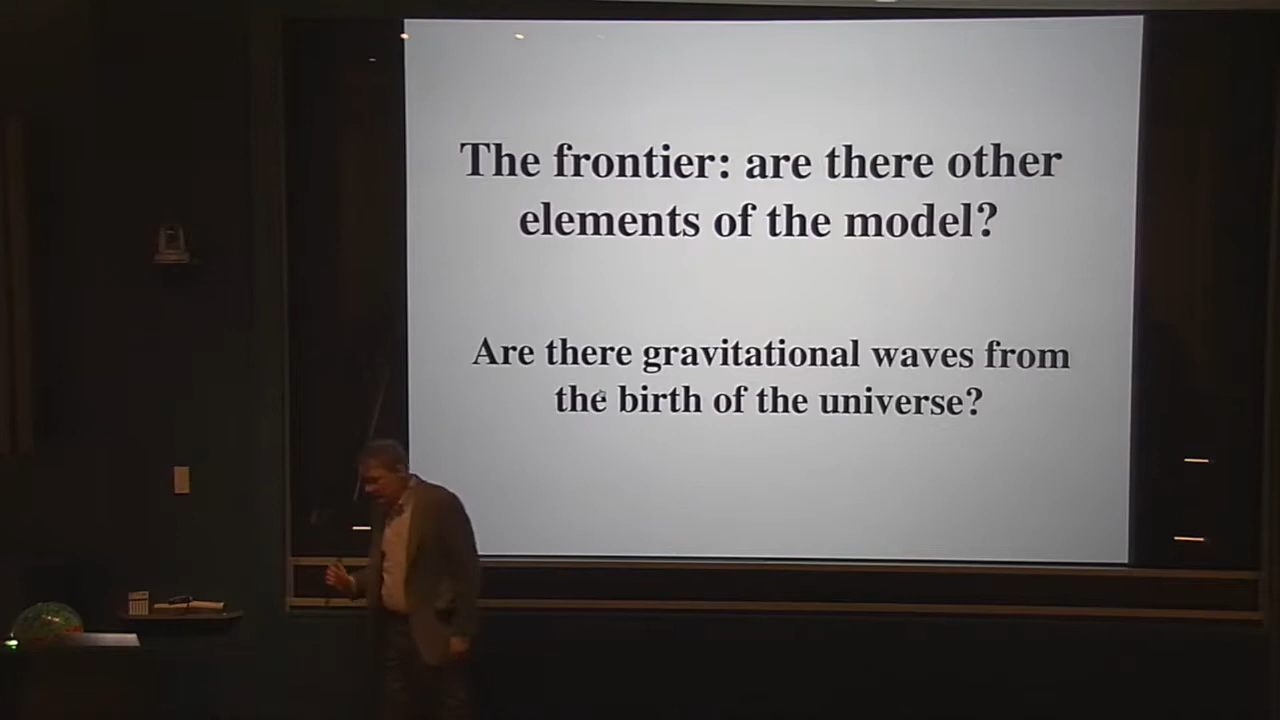 The frontier: are there other
elements of the model?
Are there gravitational waves from
the birth of the universe?